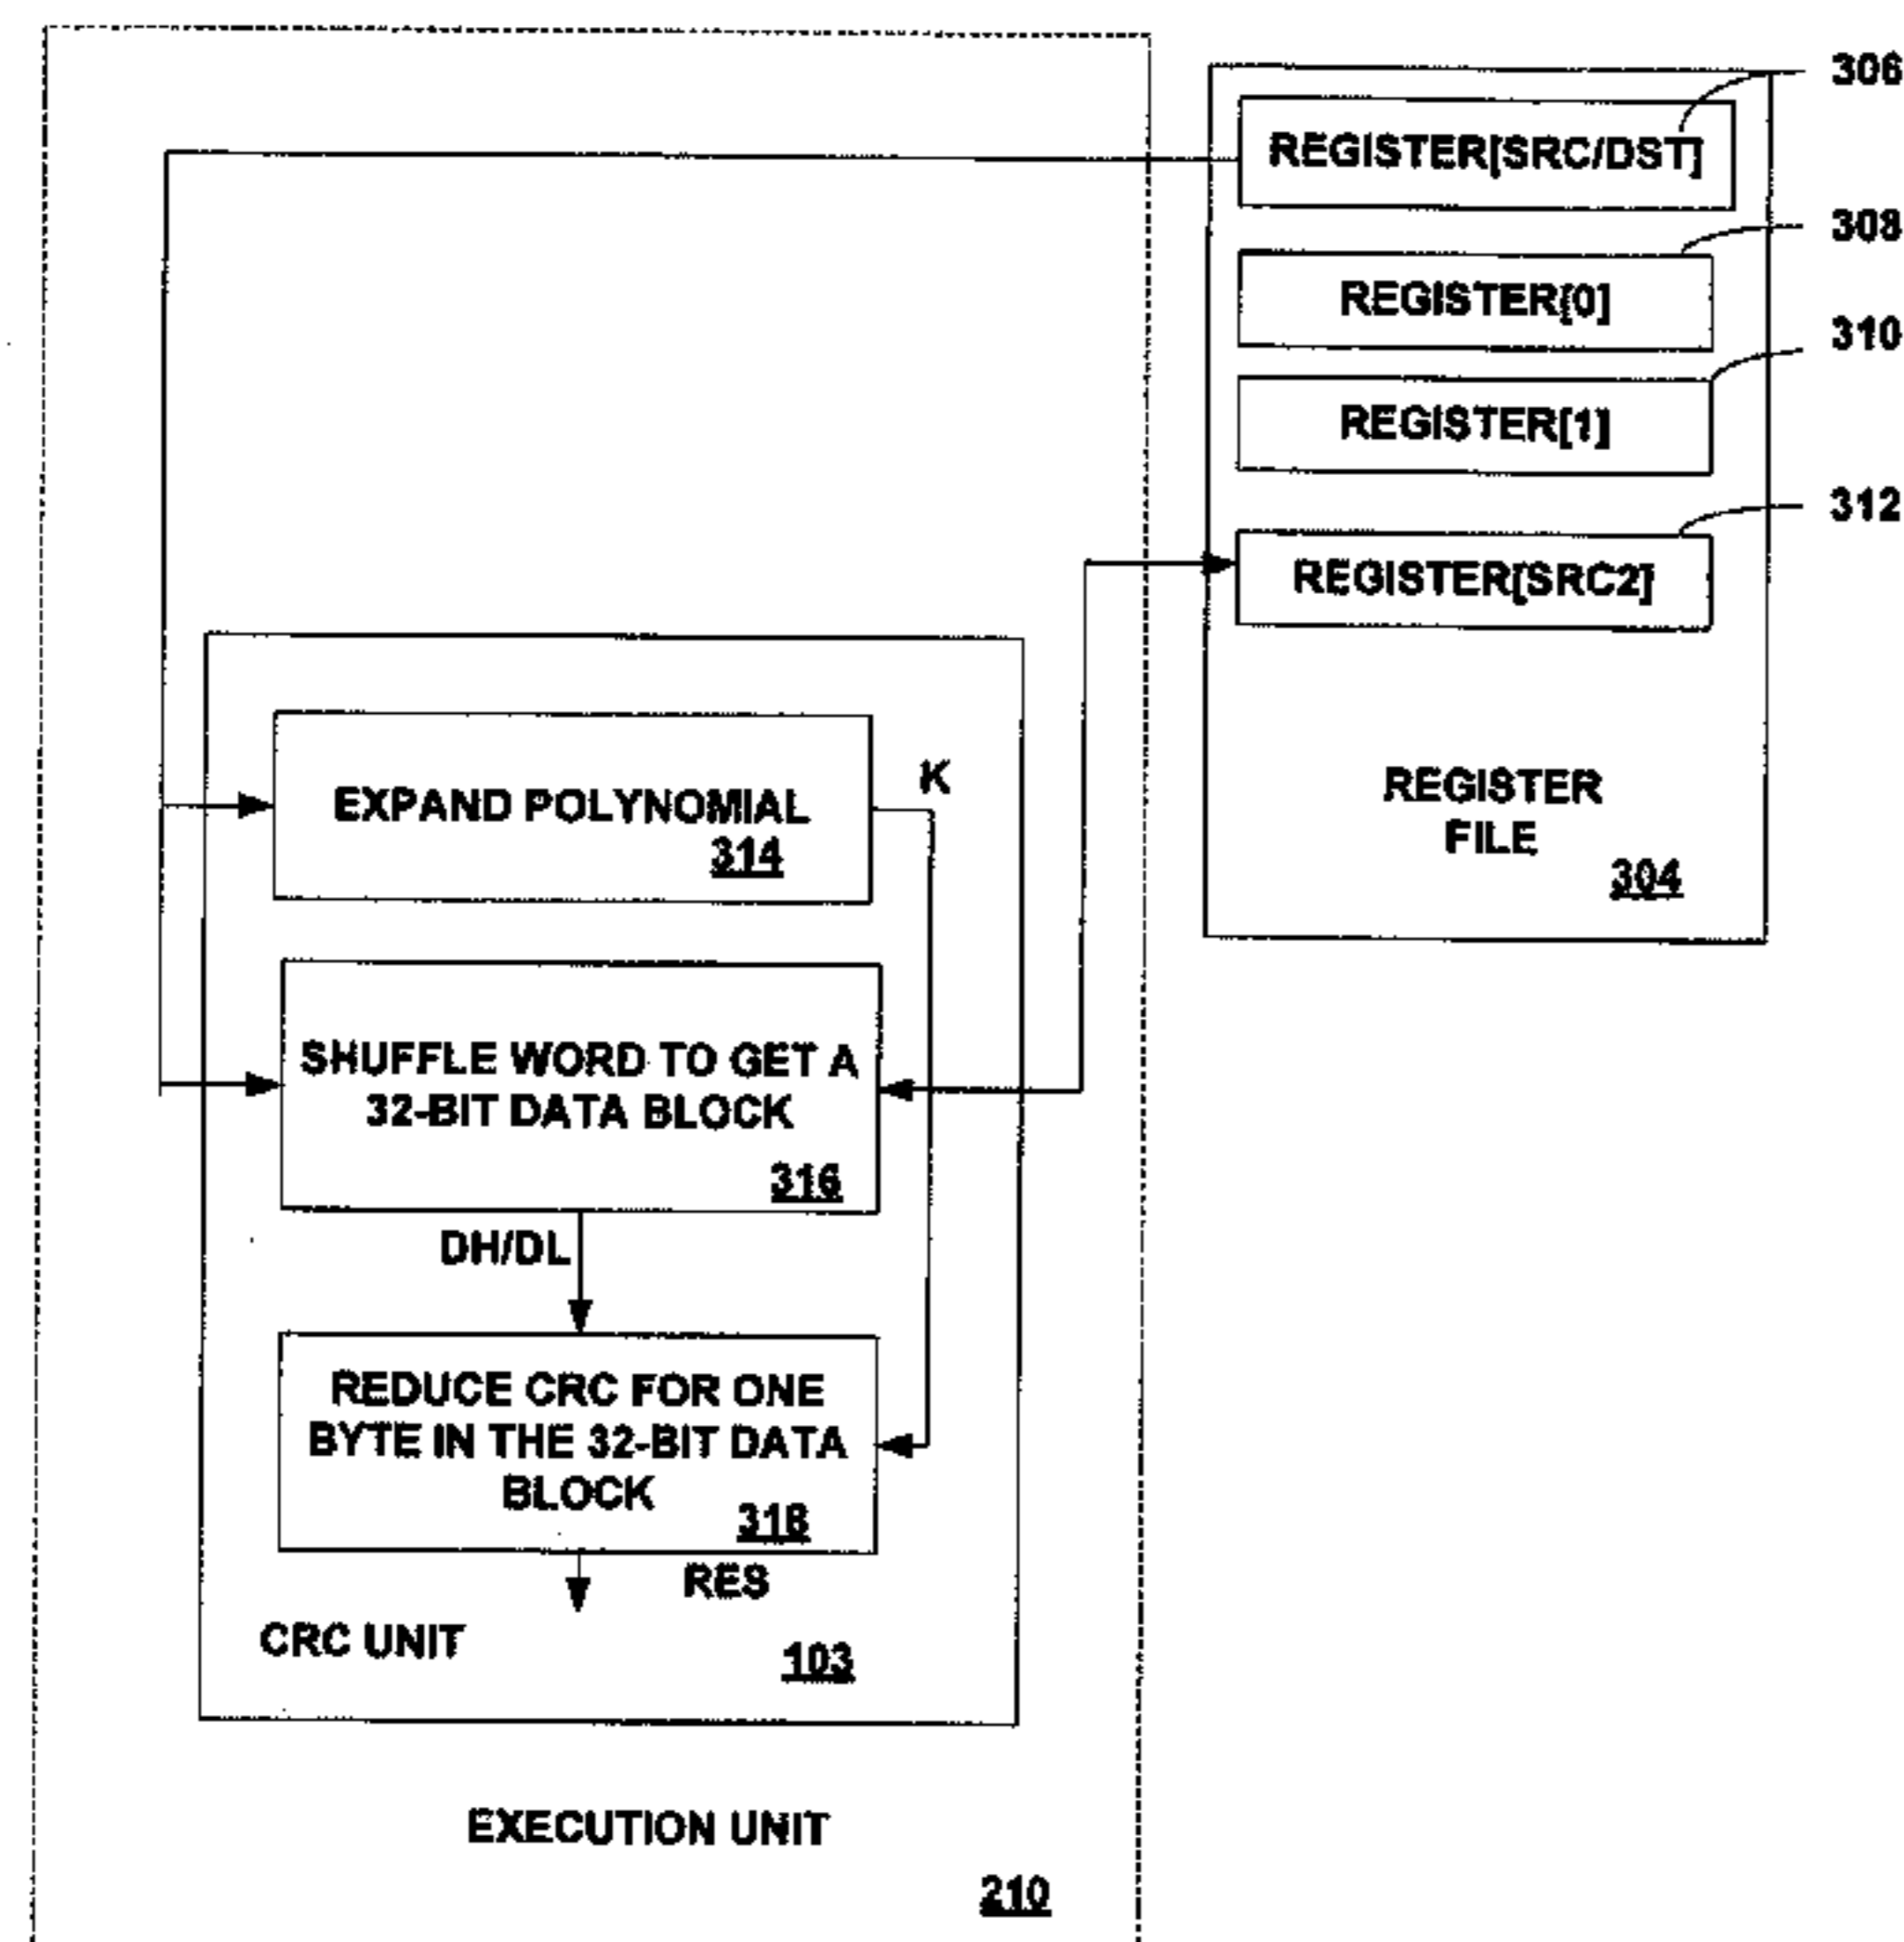 306
REGISTER[SRC/DST]
308
REGISTER[0]
310
REGISTER[1]
312
REGISTER[SRC2]
REGISTER
FILE
304
EXPAND POLYNOMIAL
314
K
SHUFFLE WORD TO GET A
32-BIT DATA BLOCK
316
DH/DL
REDUCE CRC FOR ONE
BYTE IN THE 32-BIT DATA
BLOCK
318
RES
CRC UNIT
103
EXECUTION UNIT
210